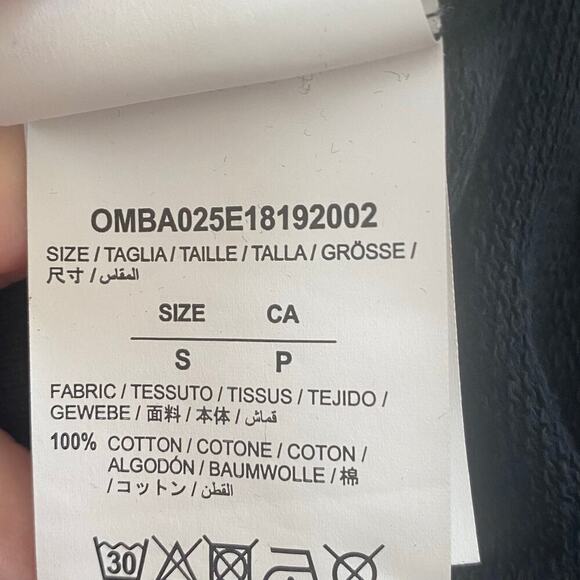 OMBA025E18192002
SIZE / TAGLIA / TAILLE / TALLA / GRÖSSE /
尺寸 / المقاس
SIZE CA
S P
FABRIC / TESSUTO / TISSUS / TEJIDO /
GEWEBE / 面料 / 本体 / قماش
100% COTTON / COTONE / COTON /
ALGODÓN / BAUMWOLLE / 棉
/ コットン / القطن
30